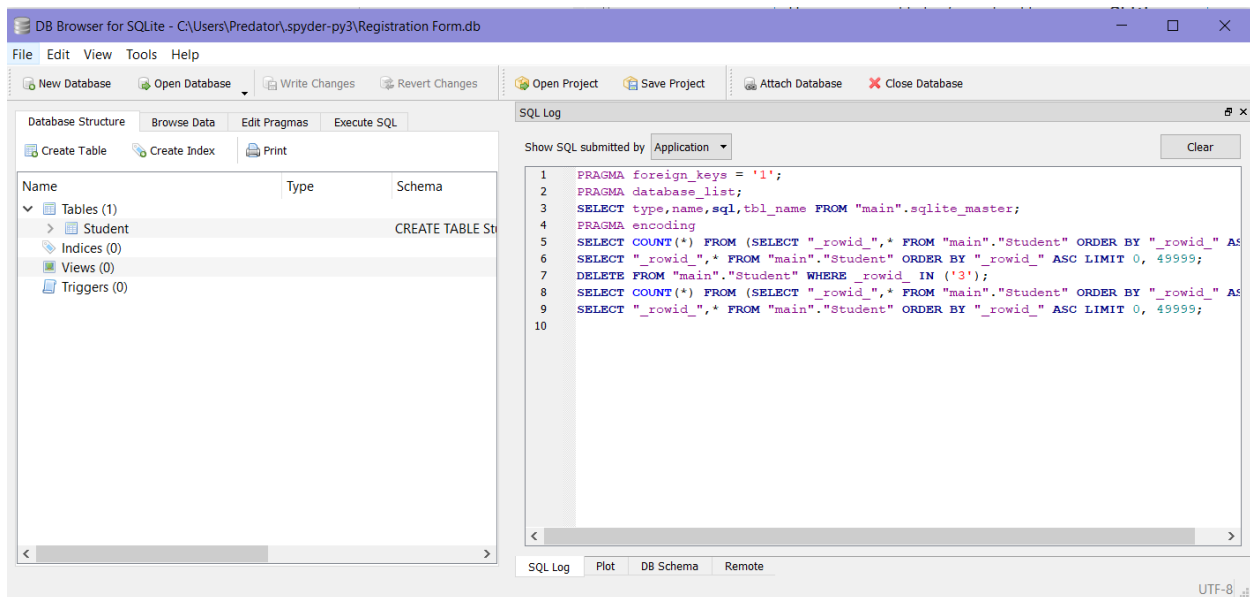 DB Browser for SQLite - C:\Users\Predator\.spyder-py3\Registration Form.db
File Edit View Tools Help
New Database Open Database Write Changes Revert Changes Open Project Save Project Attach Database Close Database
Database Structure Browse Data Edit Pragmas Execute SQL
Create Table Create Index Print
Name Type Schema
Tables (1)
Student CREATE TABLE Stu
Indices (0)
Views (0)
Triggers (0)
SQL Log
Show SQL submitted by Application Clear
1 PRAGMA foreign_keys = '1';
2 PRAGMA database_list;
3 SELECT type,name,sql,tbl_name FROM "main".sqlite_master;
4 PRAGMA encoding
5 SELECT COUNT(*) FROM (SELECT "_rowid_",* FROM "main"."Student" ORDER BY "_rowid_" AS
6 SELECT "_rowid_",* FROM "main"."Student" ORDER BY "_rowid_" ASC LIMIT 0, 49999;
7 DELETE FROM "main"."Student" WHERE _rowid_ IN ('3');
8 SELECT COUNT(*) FROM (SELECT "_rowid_",* FROM "main"."Student" ORDER BY "_rowid_" AS
9 SELECT "_rowid_",* FROM "main"."Student" ORDER BY "_rowid_" ASC LIMIT 0, 49999;
10
SQL Log Plot DB Schema Remote
UTF-8